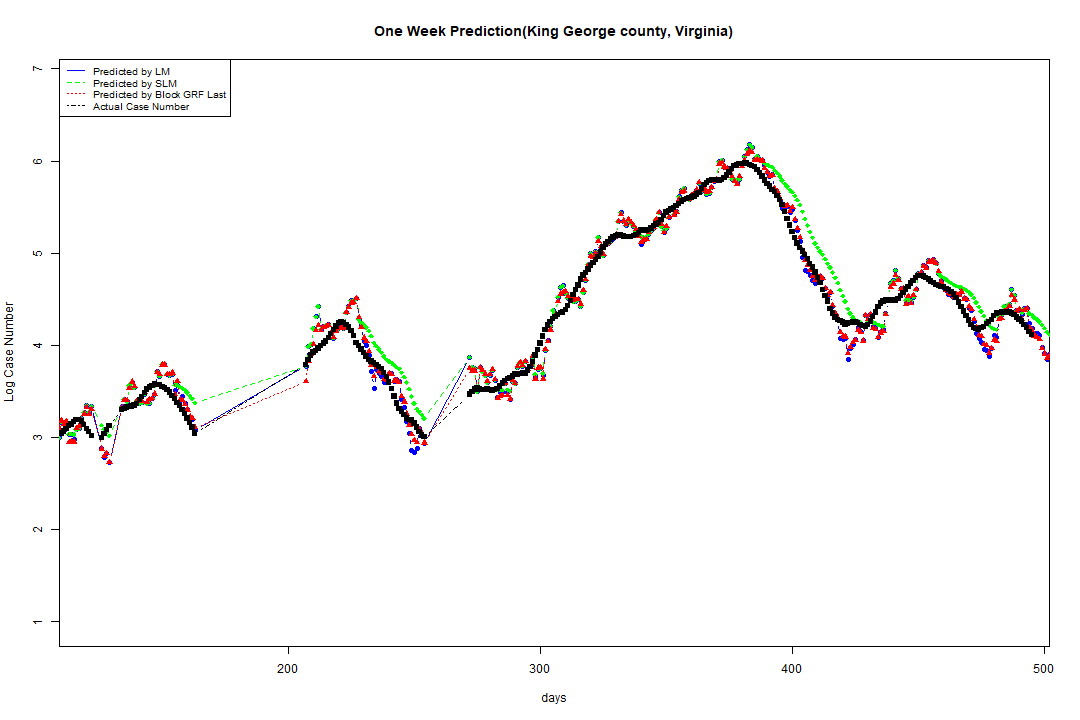 One Week Prediction(King George county, Virginia)
Predicted by LM
Predicted by SLM
Predicted by Block GRF Last
Actual Case Number
7
6
5
4
3
2
1
Log Case Number
200 300 400 500
days